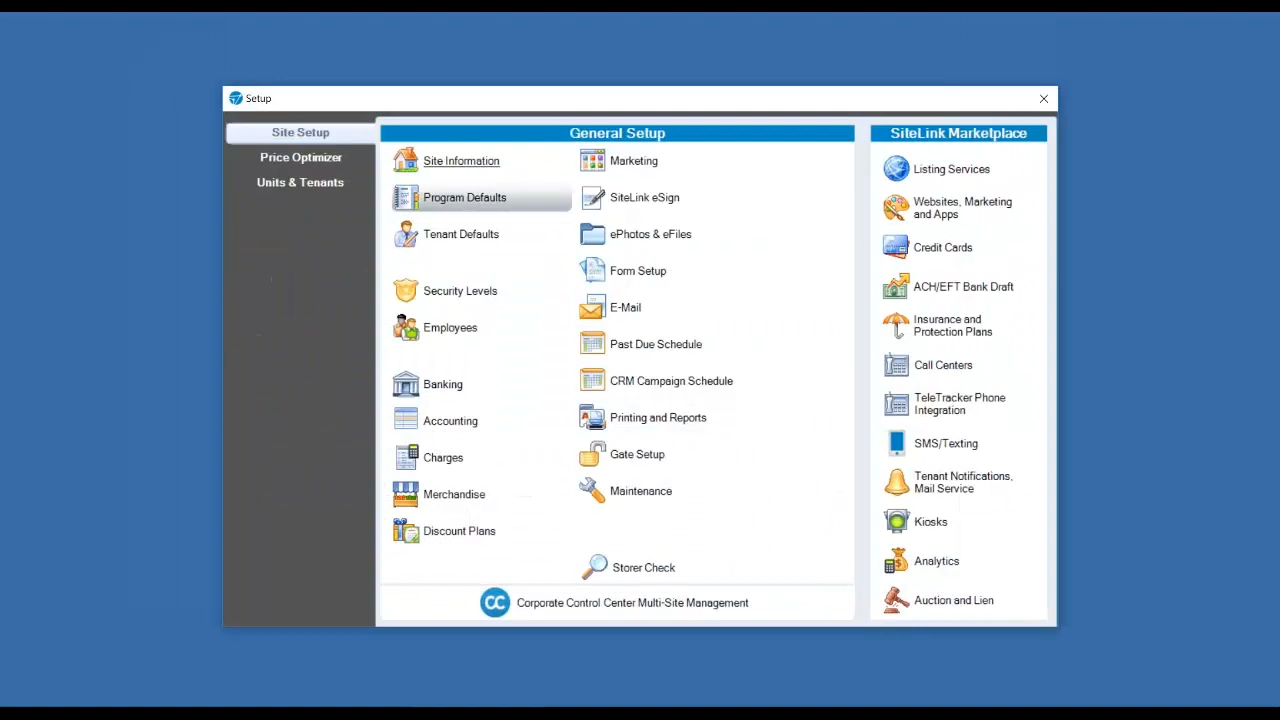 Setup
Site Setup
Price Optimizer
Units & Tenants
General Setup
Site Information
Program Defaults
Tenant Defaults
Security Levels
Employees
Banking
Accounting
Charges
Merchandise
Discount Plans
Marketing
SiteLink eSign
ePhotos & eFiles
Form Setup
E-Mail
Past Due Schedule
CRM Campaign Schedule
Printing and Reports
Gate Setup
Maintenance
Storer Check
CC Corporate Control Center Multi-Site Management
SiteLink Marketplace
Listing Services
Websites, Marketing
and Apps
Credit Cards
ACH/EFT Bank Draft
Insurance and
Protection Plans
Call Centers
TeleTracker Phone
Integration
SMS/Texting
Tenant Notifications,
Mail Service
Kiosks
Analytics
Auction and Lien